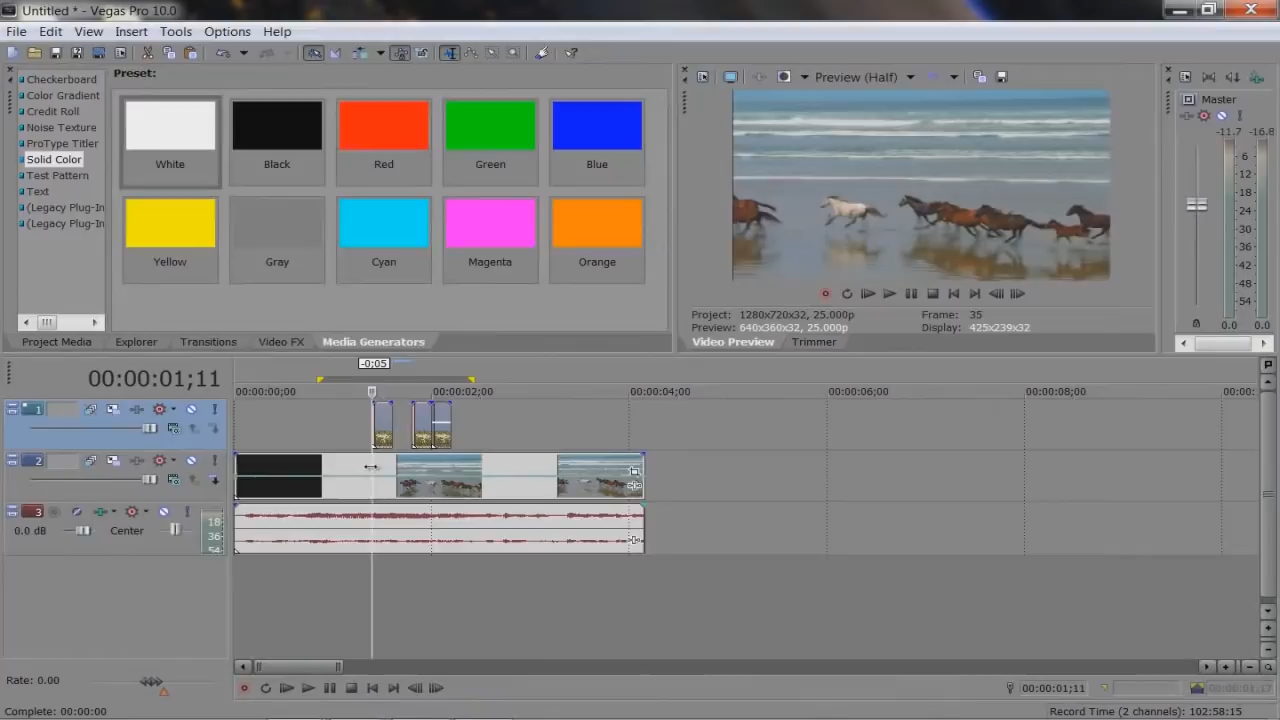 Untitled * - Vegas Pro 10.0
File Edit View Insert Tools Options Help
Checkerboard
Color Gradient
Credit Roll
Noise Texture
ProType Titler
Solid Color
Test Pattern
Text
(Legacy Plug-In
(Legacy Plug-In
Preset:
White Black Red Green Blue
Yellow Gray Cyan Magenta Orange
Project Media Explorer Transitions Video FX Media Generators
Preview (Half)
Project: 1280x720x32, 25.000p Frame: 35
Preview: 640x360x32, 25.000p Display: 425x239x32
Video Preview Trimmer
Master
-11.7 -16.8
6
12
18
24
30
36
42
48
54
0.0 0.0
-0;05
00:00:01;11
00:00:00;00 00:00:02;00 00:00:04;00 00:00:06;00 00:00:08;00 00:00:
1
2
3
0.0 dB Center
18
36
54
Rate: 0.00
00:00:01;11 00:00:01;17
Complete: 00:00:00 Record Time (2 channels): 102:58:15